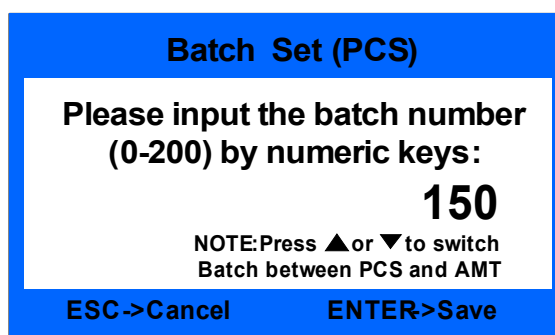 Batch Set (PCS)
Please input the batch number
(0-200) by numeric keys:
150
NOTE:Press ▲or ▼to switch
Batch between PCS and AMT
ESC->Cancel ENTER->Save